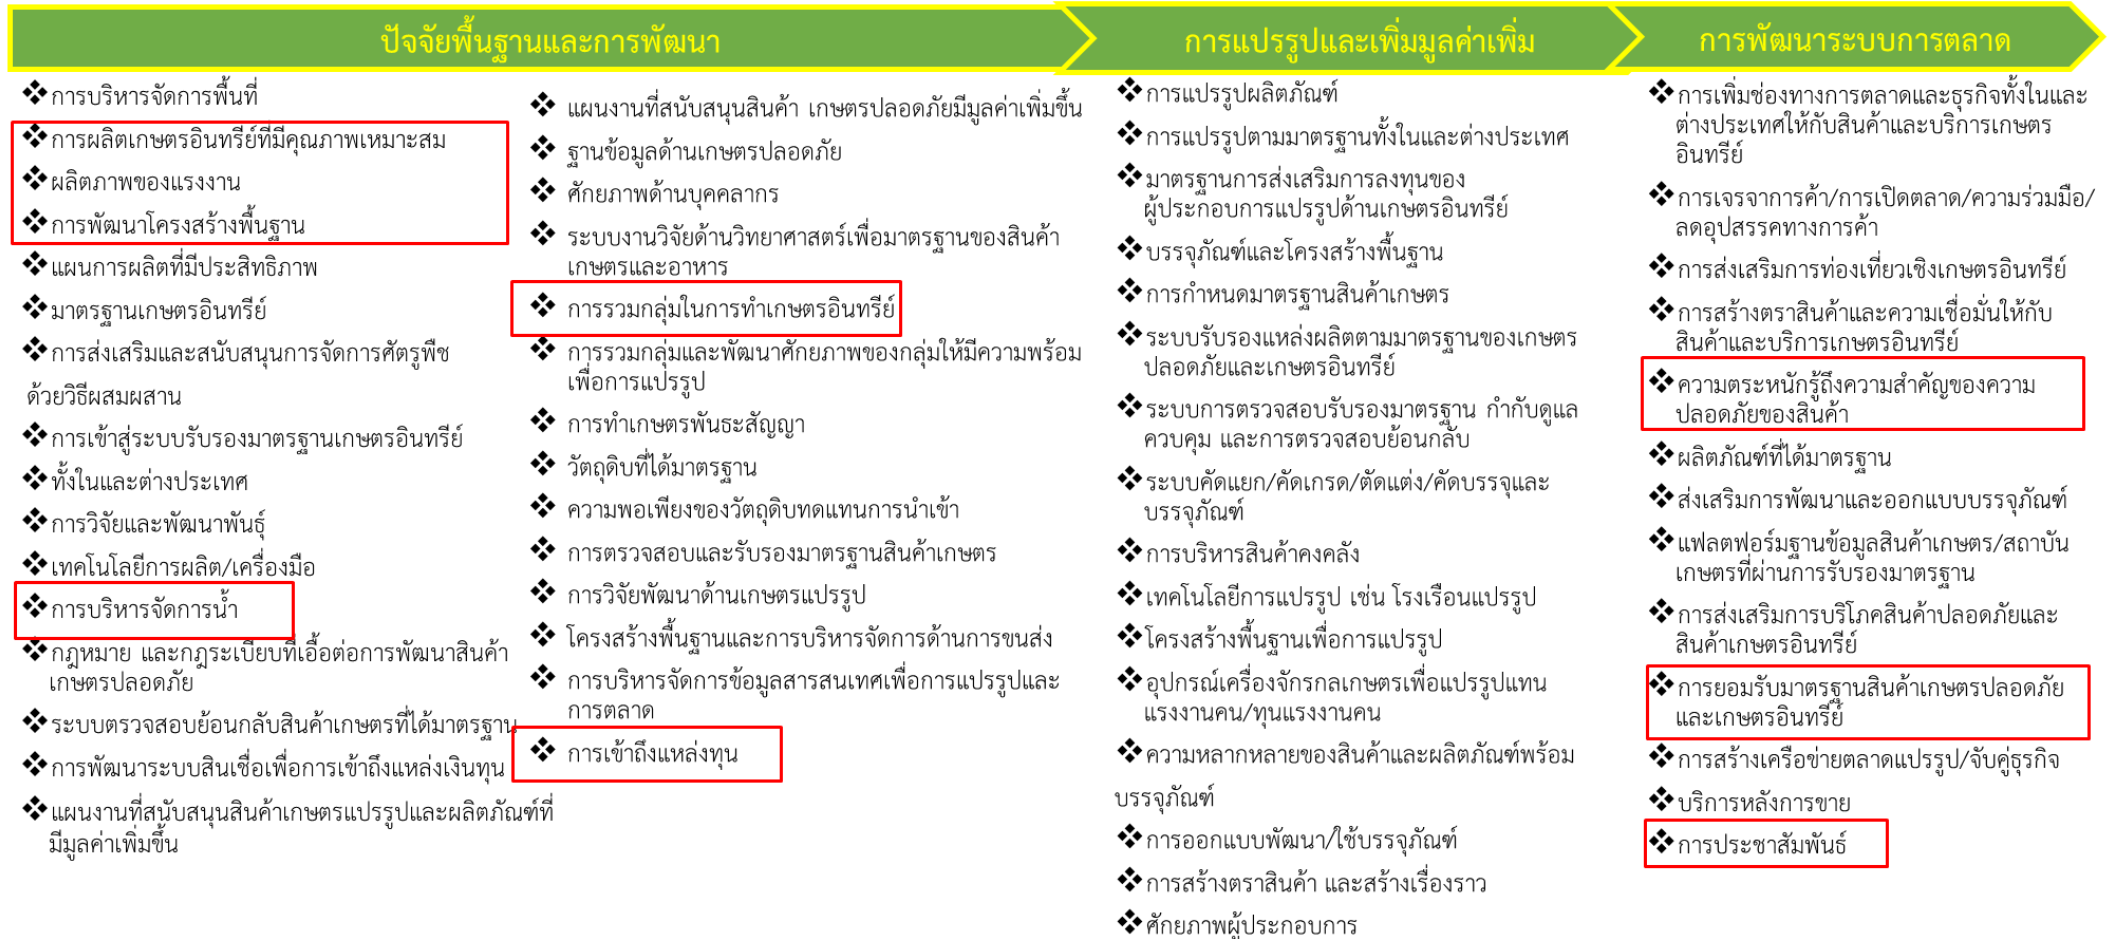 ปัจจัยพื้นฐานและการพัฒนา
❖การบริหารจัดการพื้นที่
❖การผลิตเกษตรอินทรีย์ที่มีคุณภาพเหมาะสม
❖ผลิตภาพของแรงงาน
❖การพัฒนาโครงสร้างพื้นฐาน
❖แผนการผลิตที่มีประสิทธิภาพ
❖มาตรฐานเกษตรอินทรีย์
❖การส่งเสริมและสนับสนุนการจัดการศัตรูพืช
ด้วยวิธีผสมผสาน
❖การเข้าสู่ระบบรับรองมาตรฐานเกษตรอินทรีย์
❖ทั้งในและต่างประเทศ
❖การวิจัยและพัฒนาพันธุ์
❖เทคโนโลยีการผลิต/เครื่องมือ
❖การบริหารจัดการน้ำ
❖กฎหมาย และกฎระเบียบที่เอื้อต่อการพัฒนาสินค้า
เกษตรปลอดภัย
❖ระบบตรวจสอบย้อนกลับสินค้าเกษตรที่ได้มาตรฐาน
❖การพัฒนาระบบสินเชื่อเพื่อการเข้าถึงแหล่งเงินทุน
❖แผนงานที่สนับสนุนสินค้าเกษตรแปรรูปและผลิตภัณฑ์ที่
มีมูลค่าเพิ่มขึ้น
❖ แผนงานที่สนับสนุนสินค้า เกษตรปลอดภัยมีมูลค่าเพิ่มขึ้น
❖ ฐานข้อมูลด้านเกษตรปลอดภัย
❖ ศักยภาพด้านบุคคลากร
❖ ระบบงานวิจัยด้านวิทยาศาสตร์เพื่อมาตรฐานของสินค้า
เกษตรและอาหาร
❖ การรวมกลุ่มในการทำเกษตรอินทรีย์
❖ การรวมกลุ่มและพัฒนาศักยภาพของกลุ่มให้มีความพร้อม
เพื่อการแปรรูป
❖ การทำเกษตรพันธะสัญญา
❖ วัตถุดิบที่ได้มาตรฐาน
❖ ความพอเพียงของวัตถุดิบทดแทนการนำเข้า
❖ การตรวจสอบและรับรองมาตรฐานสินค้าเกษตร
❖ การวิจัยพัฒนาด้านเกษตรแปรรูป
❖ โครงสร้างพื้นฐานและการบริหารจัดการด้านการขนส่ง
❖ การบริหารจัดการข้อมูลสารสนเทศเพื่อการแปรรูปและ
การตลาด
❖ การเข้าถึงแหล่งทุน
การแปรรูปและเพิ่มมูลค่าเพิ่ม
❖การแปรรูปผลิตภัณฑ์
❖การแปรรูปตามมาตรฐานทั้งในและต่างประเทศ
❖มาตรฐานการส่งเสริมการลงทุนของ
ผู้ประกอบการแปรรูปด้านเกษตรอินทรีย์
❖บรรจุภัณฑ์และโครงสร้างพื้นฐาน
❖การกำหนดมาตรฐานสินค้าเกษตร
❖ระบบรับรองแหล่งผลิตตามมาตรฐานของเกษตร
ปลอดภัยและเกษตรอินทรีย์
❖ระบบการตรวจสอบรับรองมาตรฐาน กำกับดูแล
ควบคุม และการตรวจสอบย้อนกลับ
❖ระบบคัดแยก/คัดเกรด/ตัดแต่ง/คัดบรรจุและ
บรรจุภัณฑ์
❖การบริหารสินค้าคงคลัง
❖เทคโนโลยีการแปรรูป เช่น โรงเรือนแปรรูป
❖โครงสร้างพื้นฐานเพื่อการแปรรูป
❖อุปกรณ์เครื่องจักรกลเกษตรเพื่อแปรรูปแทน
แรงงานคน/ทุนแรงงานคน
❖ความหลากหลายของสินค้าและผลิตภัณฑ์พร้อม
บรรจุภัณฑ์
❖การออกแบบพัฒนา/ใช้บรรจุภัณฑ์
❖การสร้างตราสินค้า และสร้างเรื่องราว
❖ศักยภาพผู้ประกอบการ
การพัฒนาระบบการตลาด
❖การเพิ่มช่องทางการตลาดและธุรกิจทั้งในและ
ต่างประเทศให้กับสินค้าและบริการเกษตร
อินทรีย์
❖การเจรจาการค้า/การเปิดตลาด/ความร่วมมือ/
ลดอุปสรรคทางการค้า
❖การส่งเสริมการท่องเที่ยวเชิงเกษตรอินทรีย์
❖การสร้างตราสินค้าและความเชื่อมั่นให้กับ
สินค้าและบริการเกษตรอินทรีย์
❖ความตระหนักรู้ถึงความสำคัญของความ
ปลอดภัยของสินค้า
❖ผลิตภัณฑ์ที่ได้มาตรฐาน
❖ส่งเสริมการพัฒนาและออกแบบบรรจุภัณฑ์
❖แฟลตฟอร์มฐานข้อมูลสินค้าเกษตร/สถาบัน
เกษตรที่ผ่านการรับรองมาตรฐาน
❖การส่งเสริมการบริโภคสินค้าปลอดภัยและ
สินค้าเกษตรอินทรีย์
❖การยอมรับมาตรฐานสินค้าเกษตรปลอดภัย
และเกษตรอินทรีย์
❖การสร้างเครือข่ายตลาดแปรรูป/จับคู่ธุรกิจ
❖บริการหลังการขาย
❖การประชาสัมพันธ์